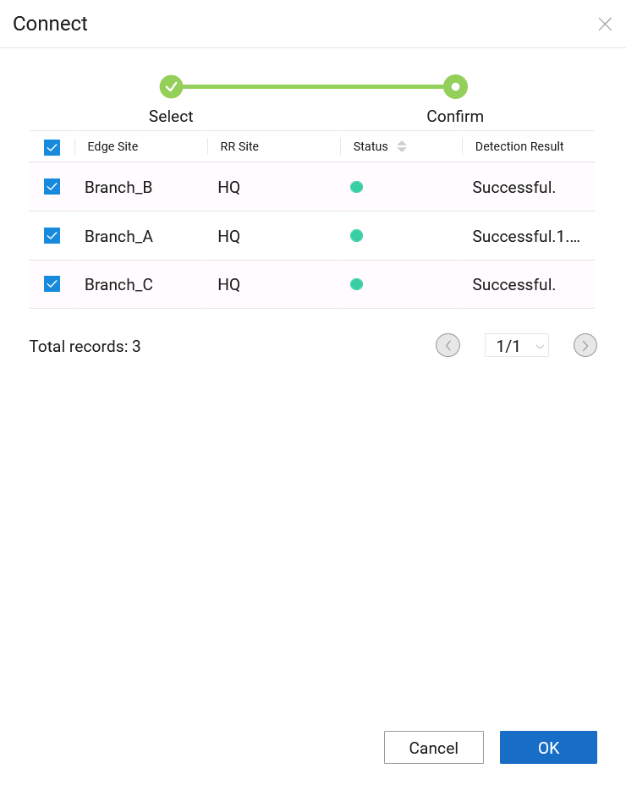 Connect
Select
Confirm
Edge Site RR Site Status Detection Result
Branch_B HQ Successful.
Branch_A HQ Successful.1....
Branch_C HQ Successful.
Total records: 3
1/1
Cancel OK